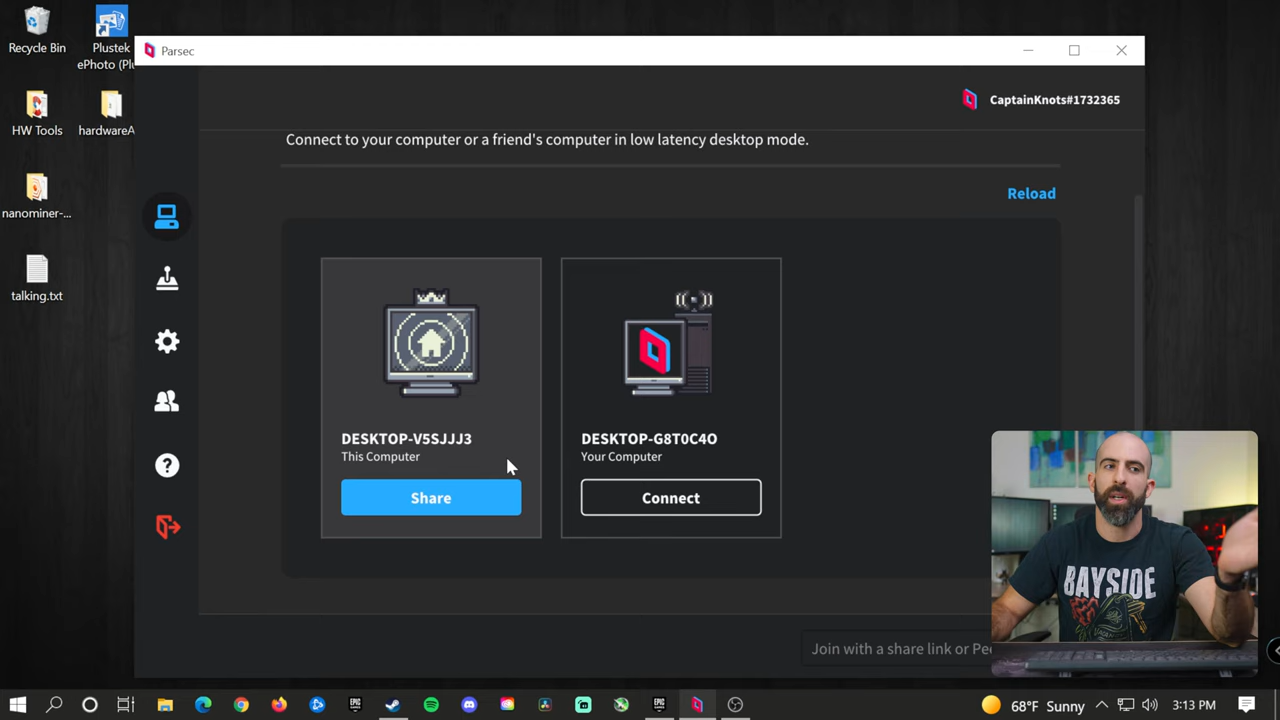 Recycle Bin
Plustek
ePhoto (Plu
HW Tools
hardwareA
nanominer-...
talking.txt
Parsec
CaptainKnots#1732365
Connect to your computer or a friend's computer in low latency desktop mode.
Reload
DESKTOP-V5SJJJ3
This Computer
Share
DESKTOP-G8T0C4O
Your Computer
Connect
Join with a share link or Pee
BAYSIDE
68°F Sunny
3:13 PM